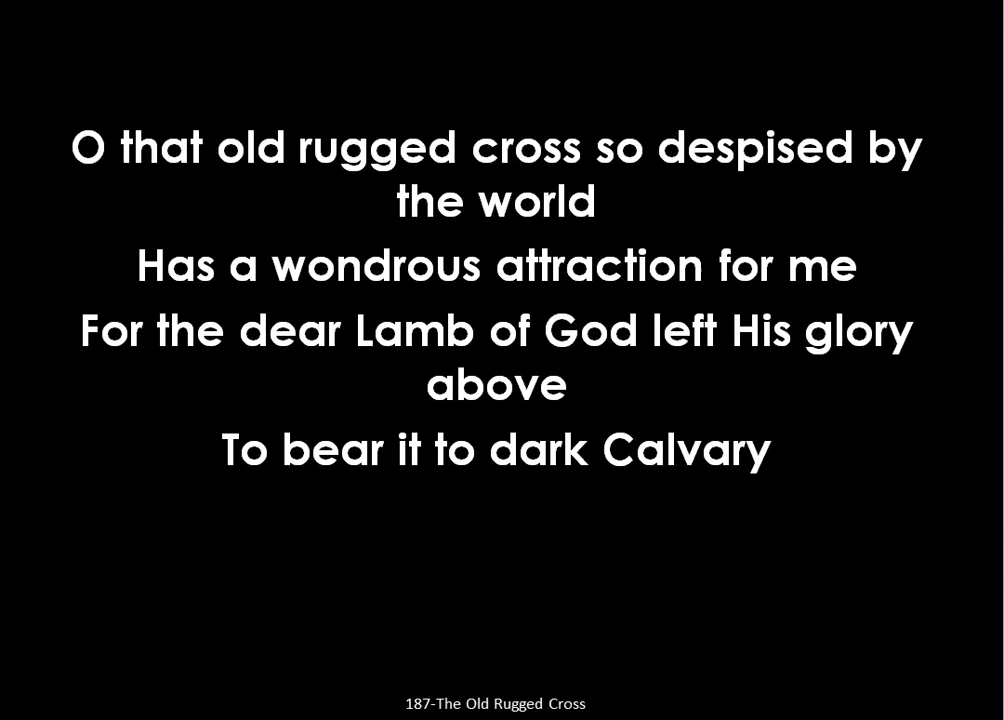 O that old rugged cross so despised by
the world
Has a wondrous attraction for me
For the dear Lamb of God left His glory
above
To bear it to dark Calvary
187-The Old Rugged Cross